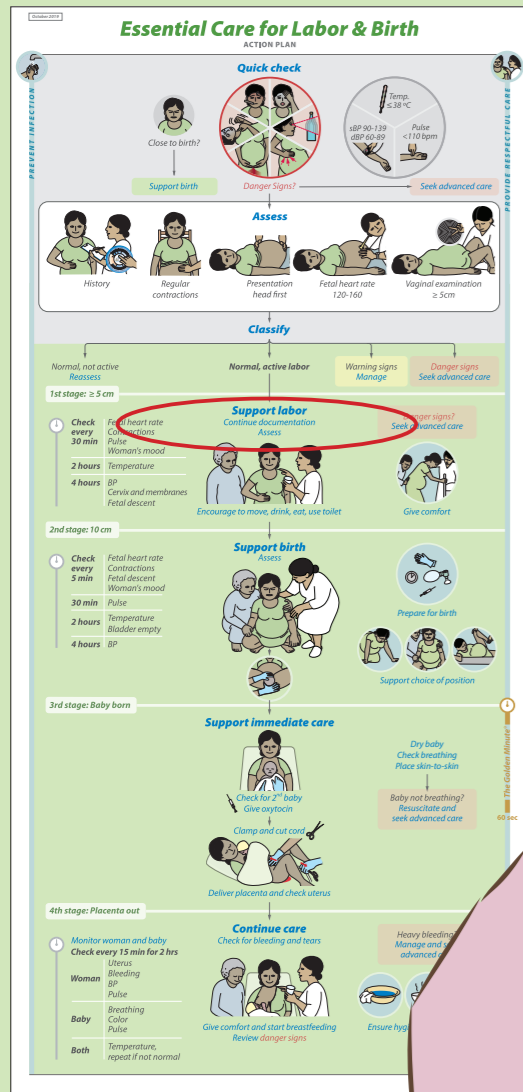 October 2019
Essential Care for Labor & Birth
ACTION PLAN
PREVENT INFECTION
PROVIDE RESPECTFUL CARE
Quick check
Close to birth?
Temp.
≤38 ºC
sBP 90-139
dBP 60-89
Pulse
<110 bpm
Support birth
Danger Signs?
Seek advanced care
Assess
History
Regular
contractions
Presentation
head first
Fetal heart rate
120-160
Vaginal examination
≥ 5cm
Classify
Normal, not active
Reassess
Normal, active labor
Warning signs
Manage
Danger signs
Seek advanced care
1st stage: ≥ 5 cm
Check
every
30 min
Fetal heart rate
Contractions
Pulse
Woman's mood
2 hours
Temperature
4 hours
BP
Cervix and membranes
Fetal descent
Support labor
Continue documentation
Assess
Danger signs?
Seek advanced care
Encourage to move, drink, eat, use toilet
Give comfort
2nd stage: 10 cm
Check
every
5 min
Fetal heart rate
Contractions
Fetal descent
Woman's mood
30 min
Pulse
2 hours
Temperature
Bladder empty
4 hours
BP
Support birth
Assess
Prepare for birth
Support choice of position
3rd stage: Baby born
Support immediate care
Check for 2nd baby
Give oxytocin
Clamp and cut cord
Deliver placenta and check uterus
Dry baby
Check breathing
Place skin-to-skin
Baby not breathing?
Resuscitate and
seek advanced care
The Golden Minute®
60 sec
4th stage: Placenta out
Monitor woman and baby
Check every 15 min for 2 hrs
Woman
Uterus
Bleeding
BP
Pulse
Baby
Breathing
Color
Pulse
Both
Temperature,
repeat if not normal
Continue care
Check for bleeding and tears
Give comfort and start breastfeeding
Review danger signs
Heavy bleeding?
Manage and
advanced
Ensure